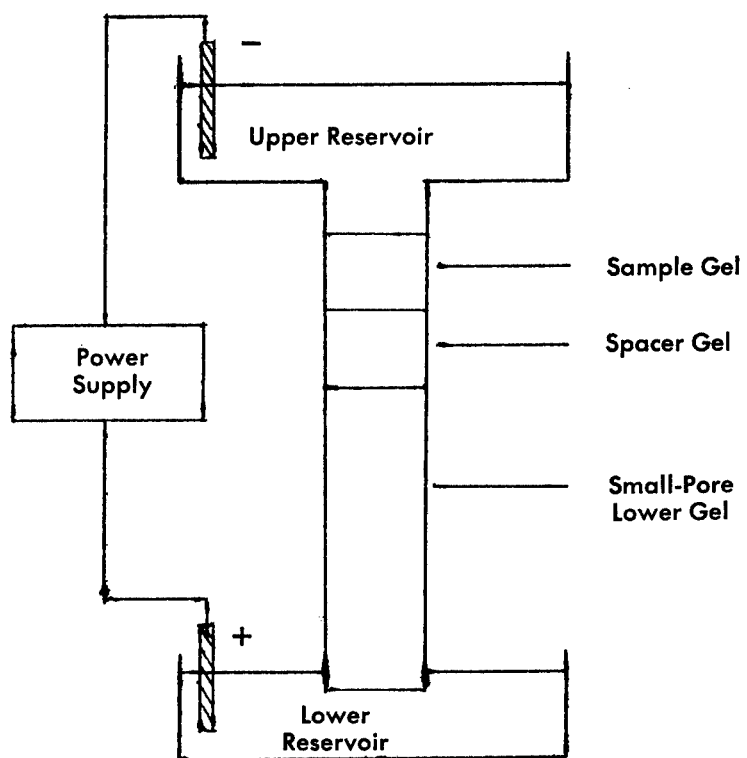 −
Upper Reservoir
Sample Gel
Spacer Gel
Power
Supply
Small-Pore
Lower Gel
+
Lower
Reservoir